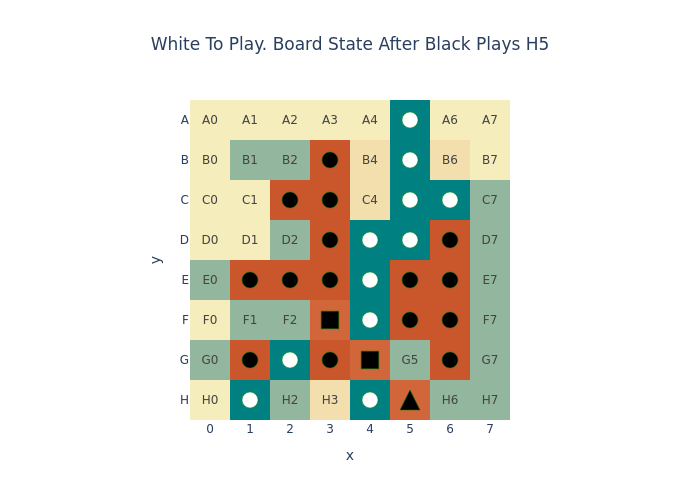 White To Play. Board State After Black Plays H5
A A0 A1 A2 A3 A4 A6 A7
B B0 B1 B2 B4 B6 B7
C C0 C1 C4 C7
D D0 D1 D2 D7
E E0 E7
F F0 F1 F2 F7
G G0 G5 G7
H H0 H2 H3 H6 H7
0 1 2 3 4 5 6 7
x
y